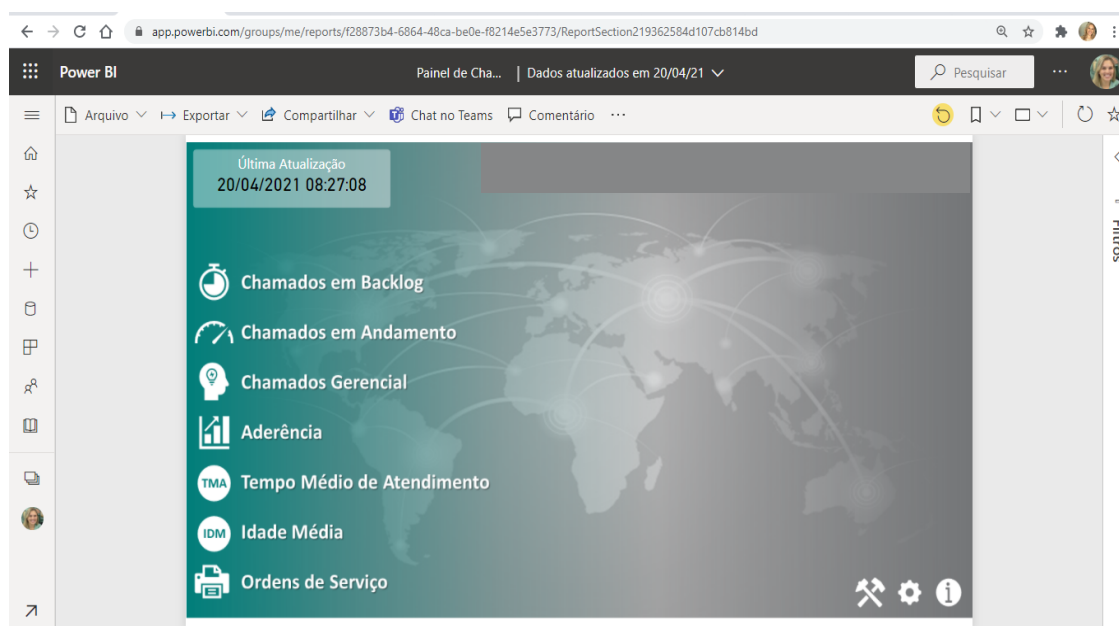 app.powerbi.com/groups/me/reports/f28873b4-6864-48ca-be0e-f8214e5e3773/ReportSection219362584d107cb814bd
Power BI
Painel de Cha... | Dados atualizados em 20/04/21
Pesquisar
Arquivo
Exportar
Compartilhar
Chat no Teams
Comentário
Última Atualização
20/04/2021 08:27:08
Filtros
Chamados em Backlog
Chamados em Andamento
Chamados Gerencial
Aderência
TMA Tempo Médio de Atendimento
IDM Idade Média
Ordens de Serviço